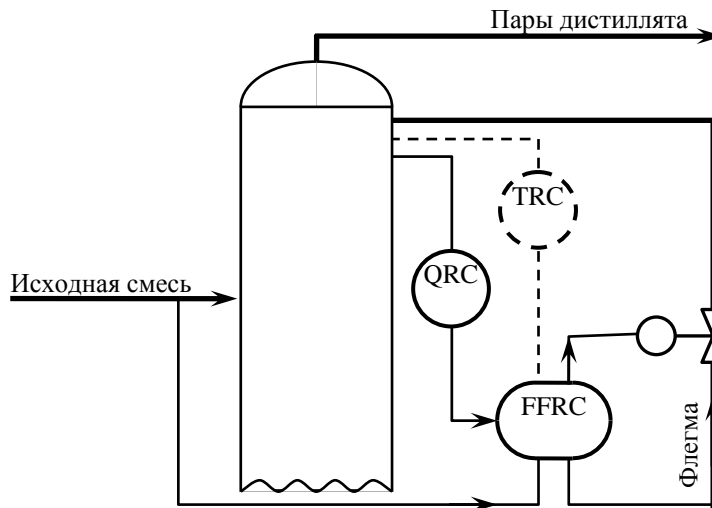 Пары дистиллята
TRC
QRC
Исходная смесь
FFRC
Флегма